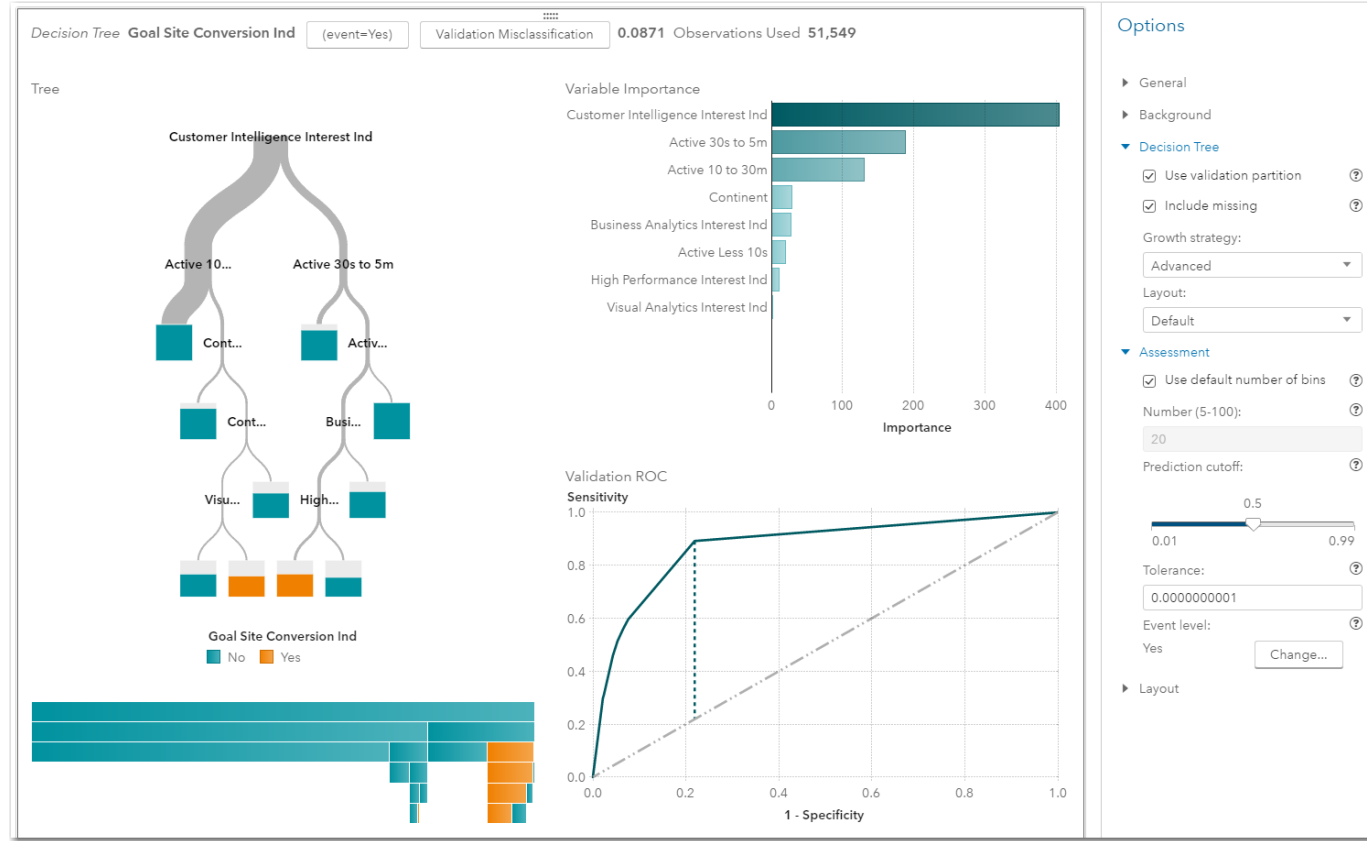 Decision Tree Goal Site Conversion Ind (event=Yes) Validation Misclassification 0.0871 Observations Used 51,549
Tree
Customer Intelligence Interest Ind
Active 10... Active 30s to 5m
Cont... Activ...
Cont... Busi...
Visu... High...
Goal Site Conversion Ind
No Yes
Variable Importance
Customer Intelligence Interest Ind
Active 30s to 5m
Active 10 to 30m
Continent
Business Analytics Interest Ind
Active Less 10s
High Performance Interest Ind
Visual Analytics Interest Ind
0 100 200 300 400
Importance
Validation ROC
Sensitivity
1.0
0.8
0.6
0.4
0.2
0.0
0.0 0.2 0.4 0.6 0.8 1.0
1 - Specificity
Options
General
Background
Decision Tree
Use validation partition ?
Include missing ?
Growth strategy:
Advanced
Layout:
Default
Assessment
Use default number of bins ?
Number (5-100): ?
20
Prediction cutoff: ?
0.5
0.01 0.99
Tolerance: ?
0.0000000001
Event level: ?
Yes Change...
Layout